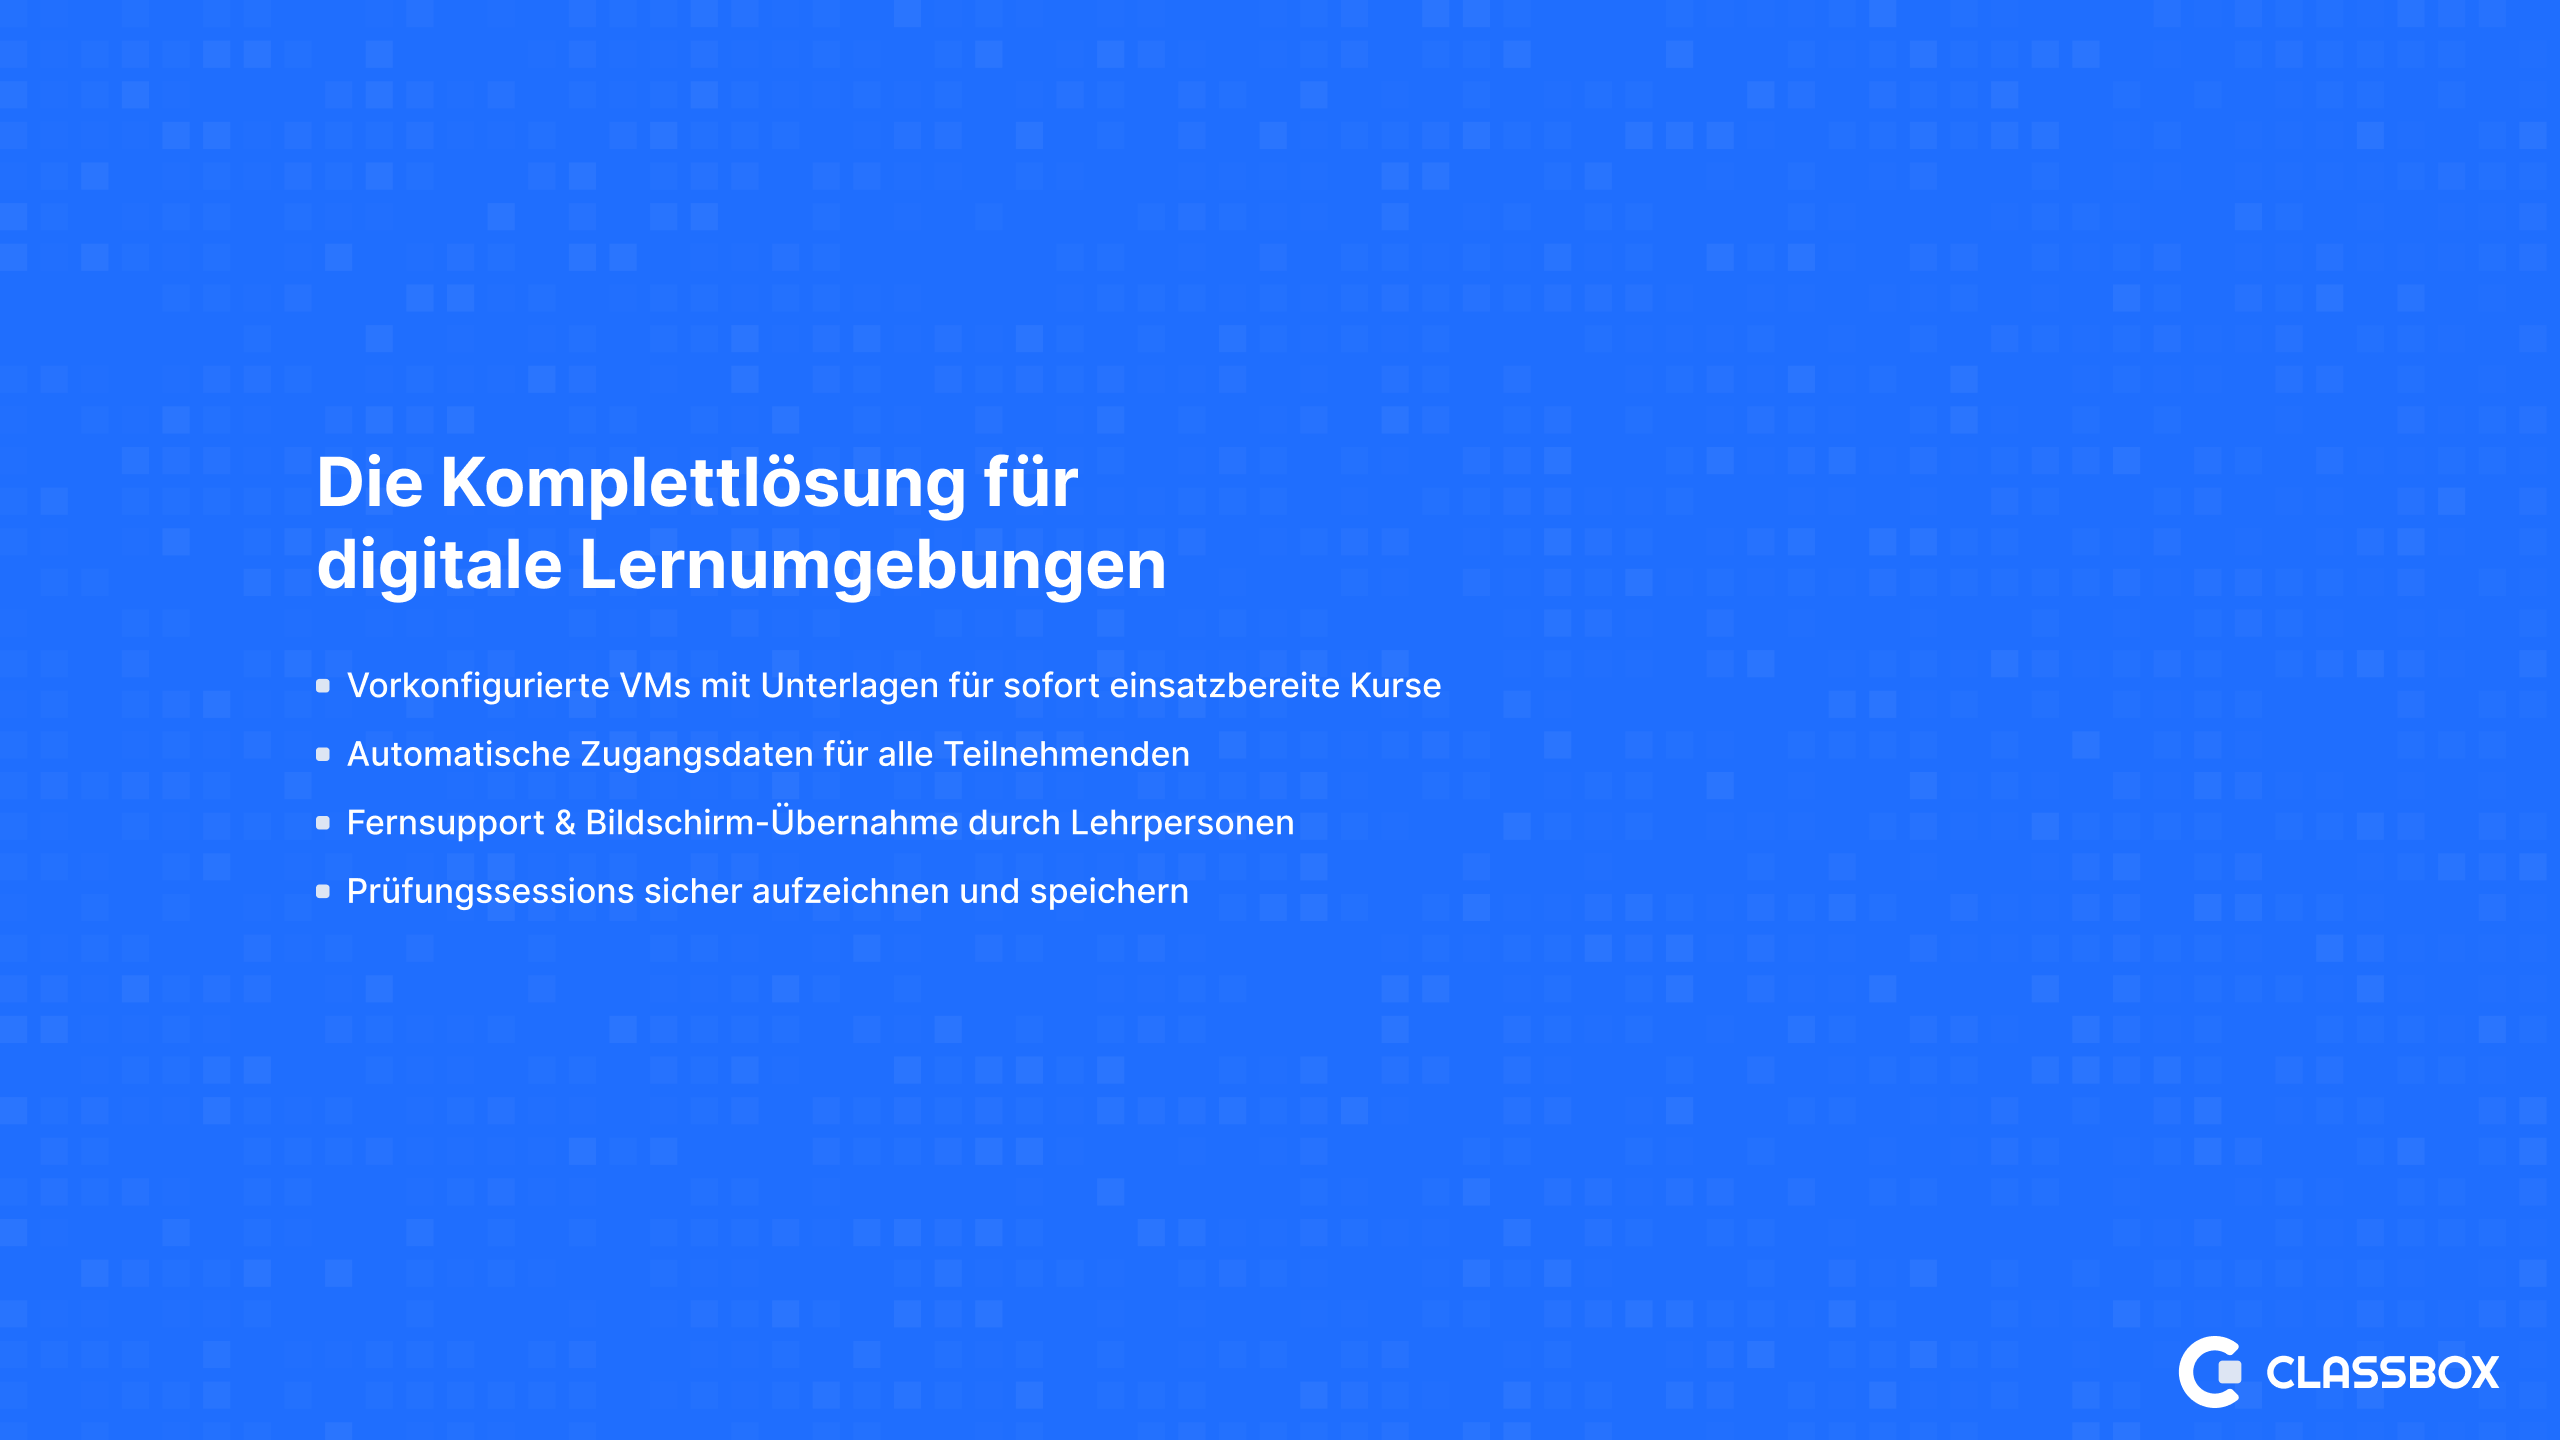 Die Komplettlösung für
digitale Lernumgebungen
Vorkonfigurierte VMs mit Unterlagen für sofort einsatzbereite Kurse
Automatische Zugangsdaten für alle Teilnehmenden
Fernsupport & Bildschirm-Übernahme durch Lehrpersonen
Prüfungssessions sicher aufzeichnen und speichern
CLASSBOX